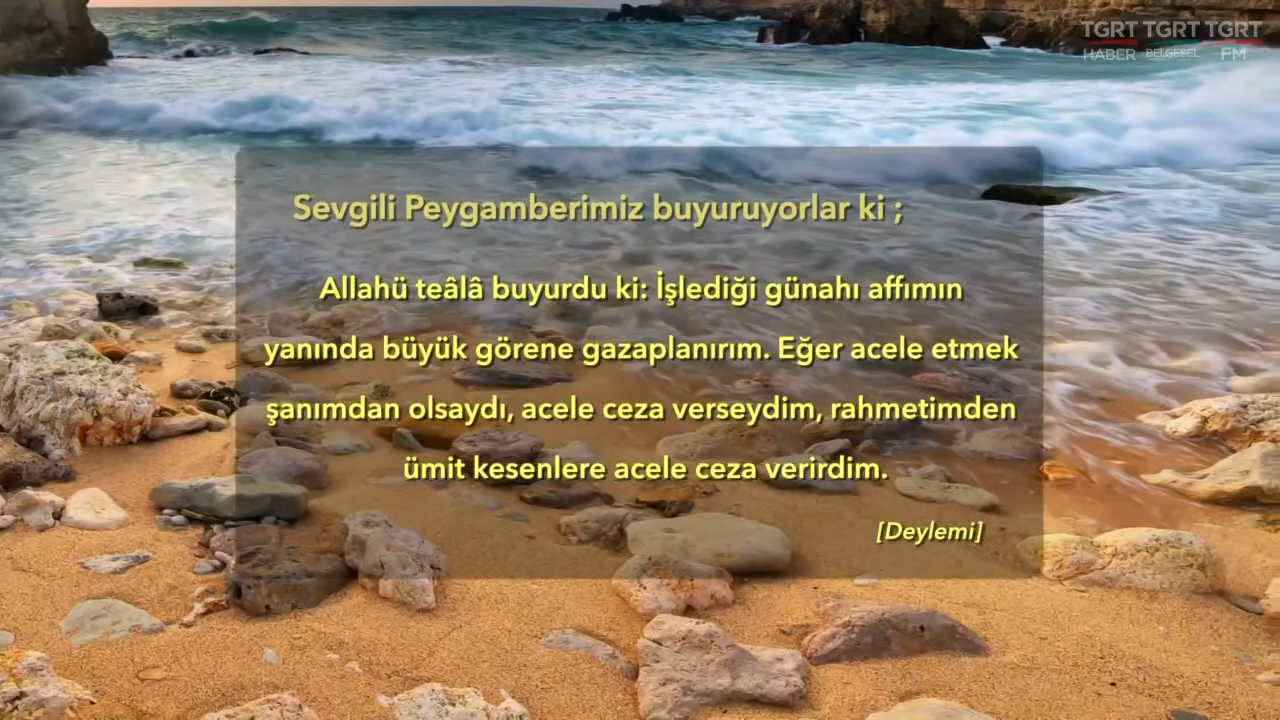 TGRT TGRT TGRT
HABER BELGESEL FM
Sevgili Peygamberimiz buyuruyorlar ki ;
Allahü teâlâ buyurdu ki: İşlediği günahı affımın
yanında büyük görene gazaplanırım. Eğer acele etmek
şanımdan olsaydı, acele ceza verseydim, rahmetimden
ümit kesenlere acele ceza verirdim.
[Deylemi]